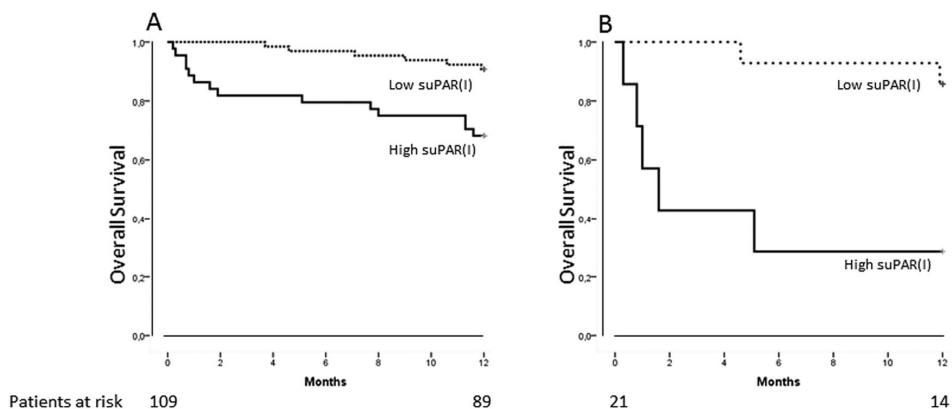 A
Overall Survival
1,0
0,8
0,6
0,4
0,2
0,0
Low suPAR(I)
High suPAR(I)
0 2 4 6 8 10 12
Months
B
Overall Survival
1,0
0,8
0,6
0,4
0,2
0,0
Low suPAR(I)
High suPAR(I)
0 2 4 6 8 10 12
Months
Patients at risk 109 89 21 14